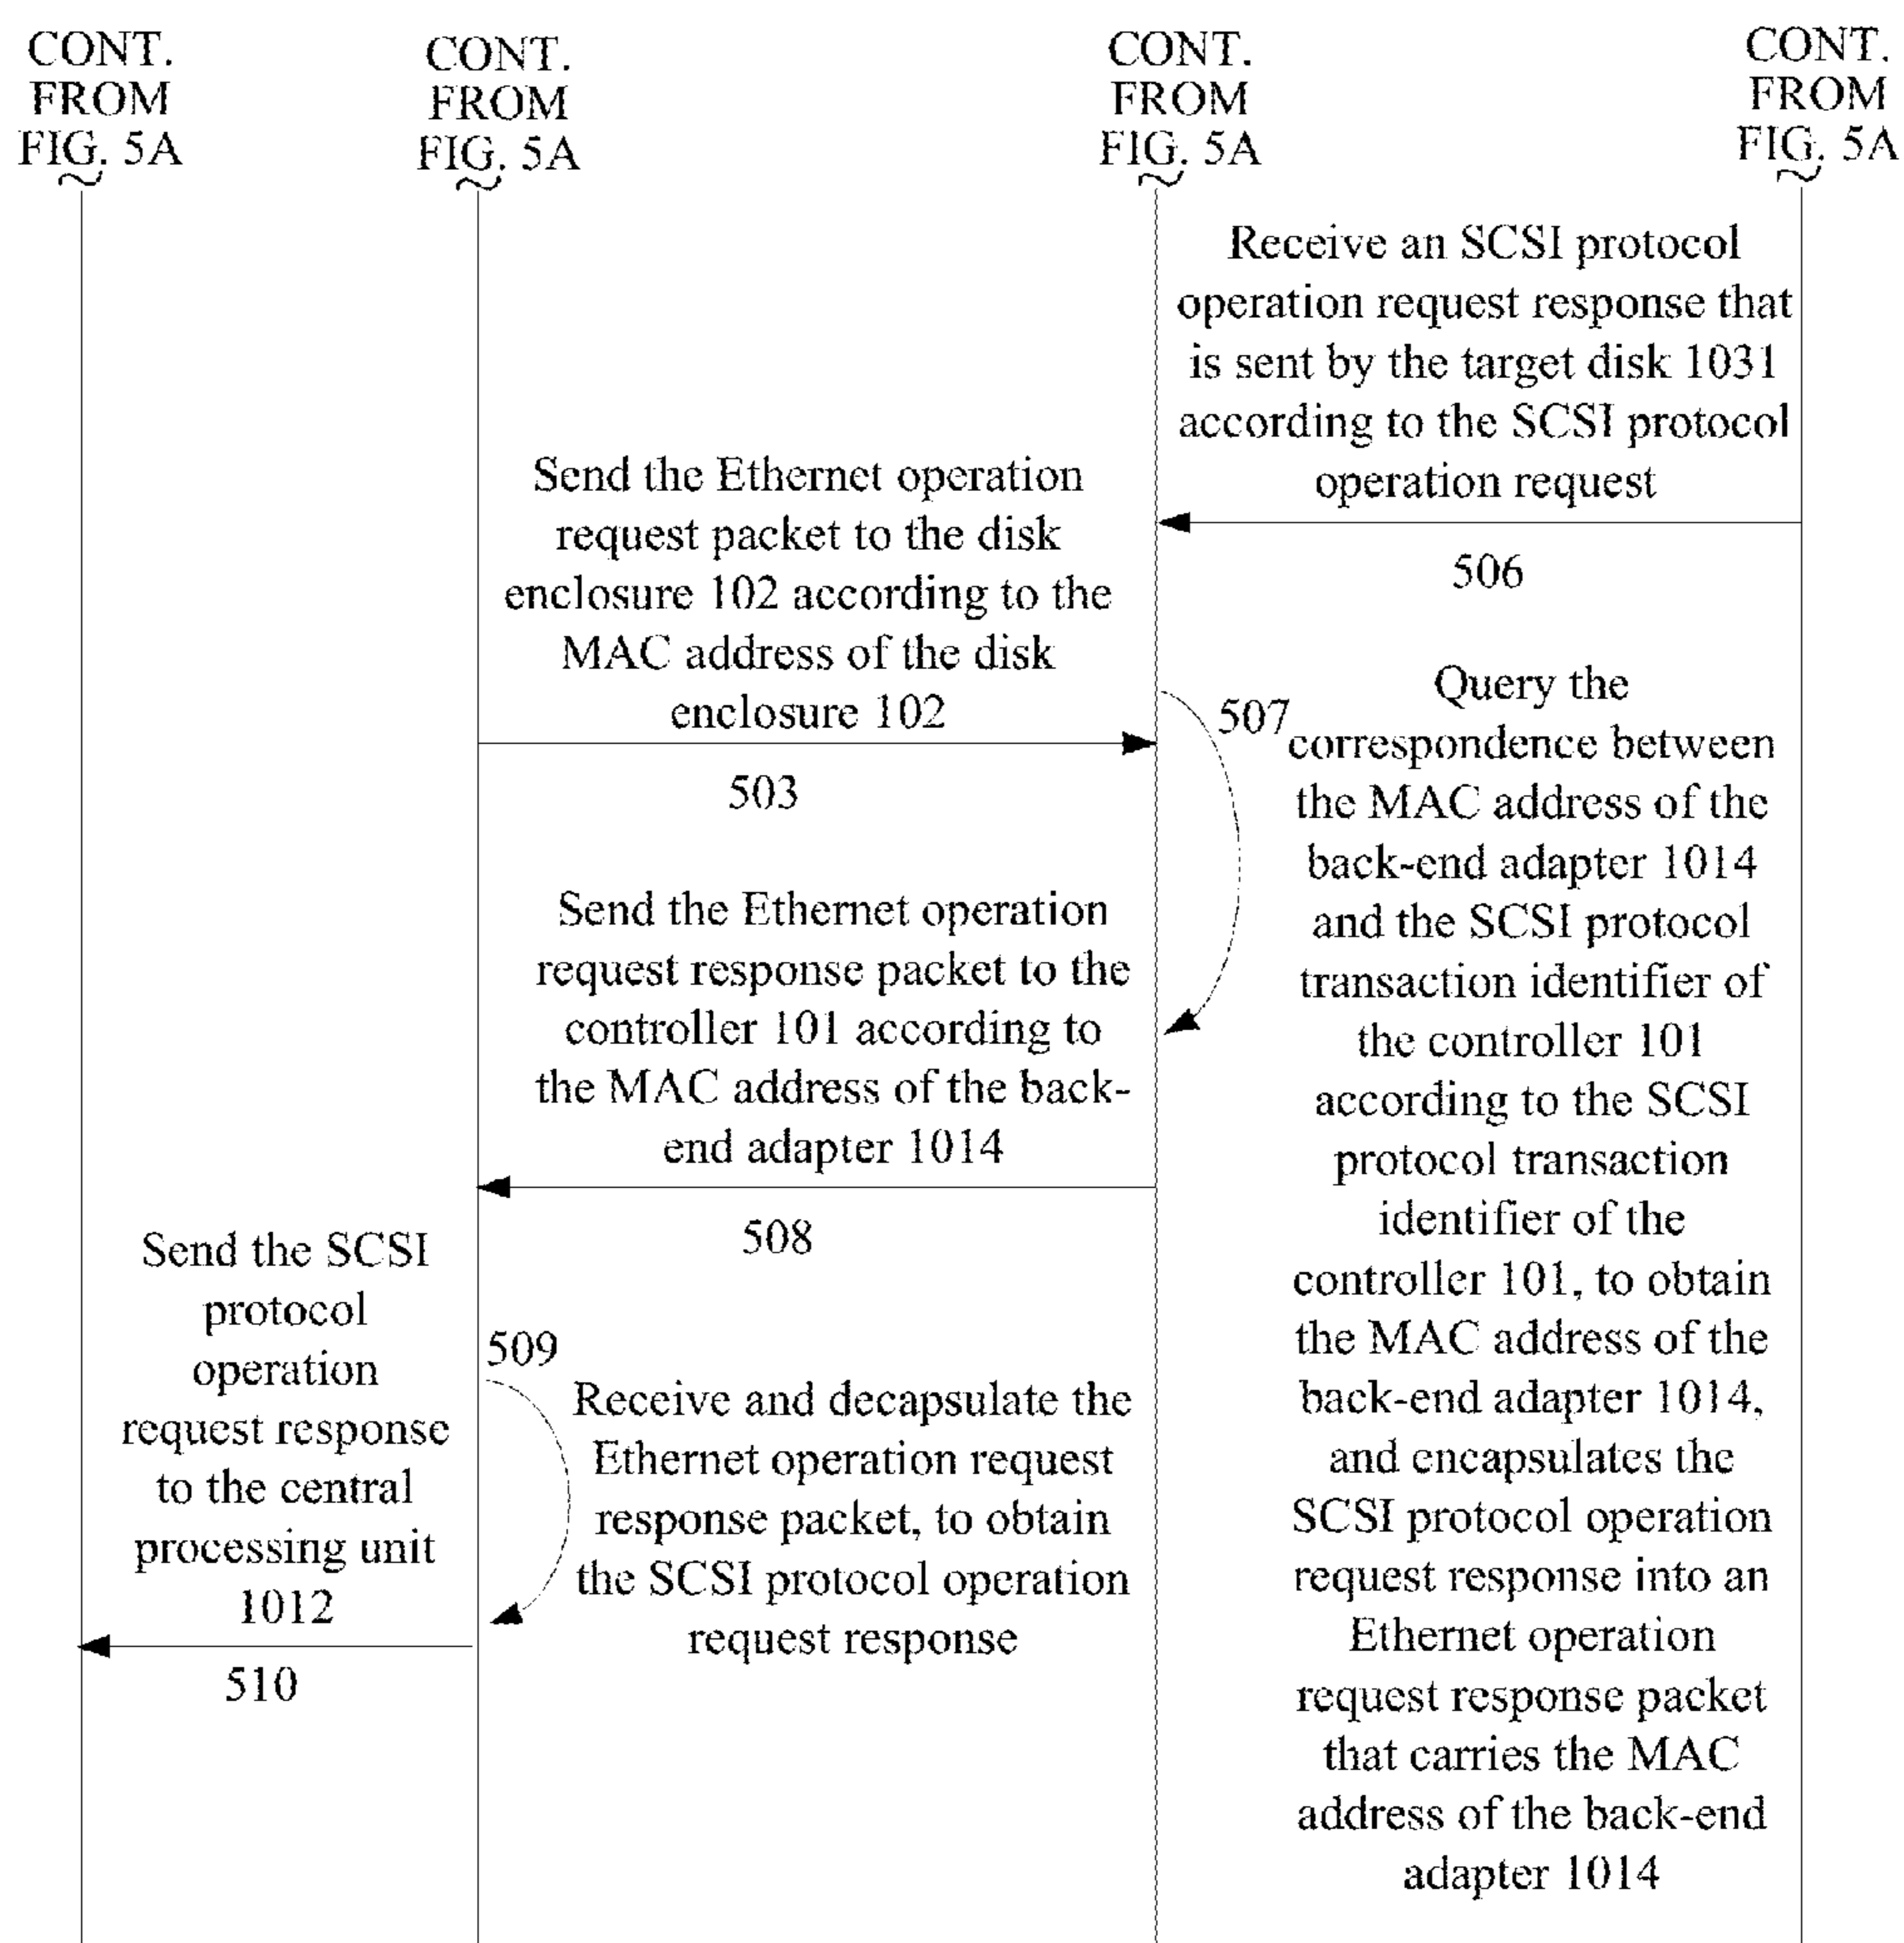 CONT.
FROM
FIG. 5A
CONT.
FROM
FIG. 5A
CONT.
FROM
FIG. 5A
CONT.
FROM
FIG. 5A
Receive an SCSI protocol
operation request response that
is sent by the target disk 1031
according to the SCSI protocol
operation request
506
Send the Ethernet operation
request packet to the disk
enclosure 102 according to the
MAC address of the disk
enclosure 102
503
507
Query the
correspondence between
the MAC address of the
back-end adapter 1014
and the SCSI protocol
transaction identifier of
the controller 101
according to the SCSI
protocol transaction
identifier of the
controller 101, to obtain
the MAC address of the
back-end adapter 1014,
and encapsulates the
SCSI protocol operation
request response into an
Ethernet operation
request response packet
that carries the MAC
address of the back-end
adapter 1014
Send the Ethernet operation
request response packet to the
controller 101 according to
the MAC address of the back-
end adapter 1014
508
509
Receive and decapsulate the
Ethernet operation request
response packet, to obtain
the SCSI protocol operation
request response
Send the SCSI
protocol
operation
request response
to the central
processing unit
1012
510